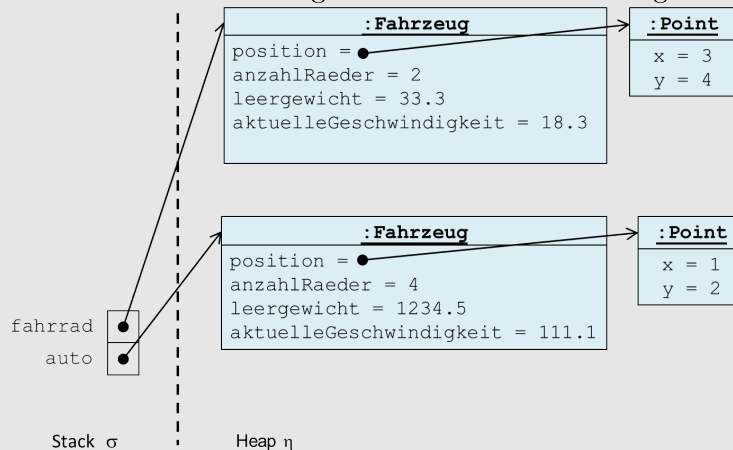 :Fahrzeug
position =
anzahlRaeder = 2
leergewicht = 33.3
aktuelleGeschwindigkeit = 18.3
:Point
x = 3
y = 4
:Fahrzeug
position =
anzahlRaeder = 4
leergewicht = 1234.5
aktuelleGeschwindigkeit = 111.1
:Point
x = 1
y = 2
fahrrad
auto
Stack σ
Heap η